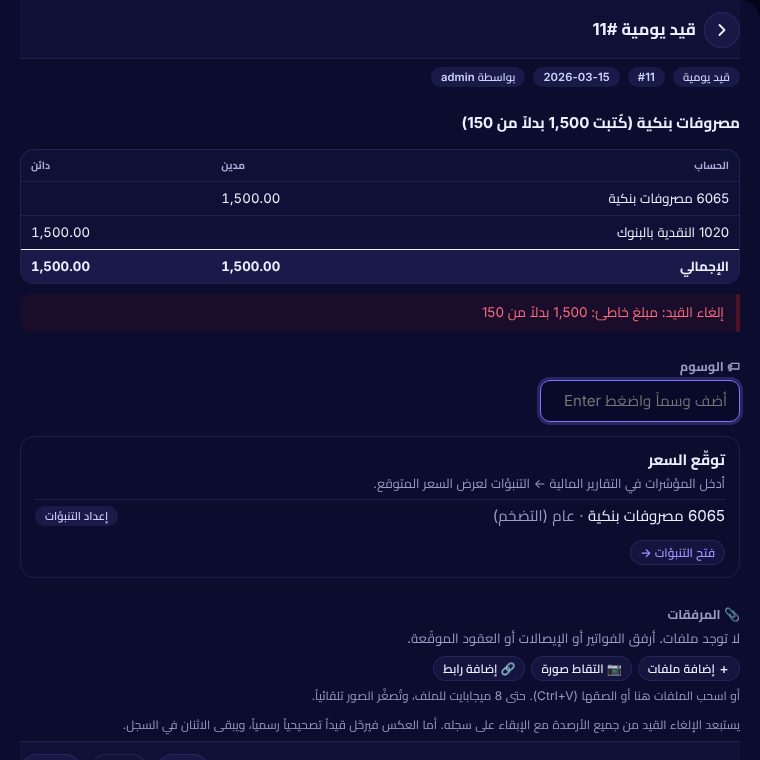 قيد يومية #11
قيد يومية #11 2026-03-15 بواسطة admin
مصروفات بنكية (كُتبت 1,500 بدلاً من 150)
الحساب مدين دائن
6065 مصروفات بنكية 1,500.00
1020 النقدية بالبنوك 1,500.00
الإجمالي 1,500.00 1,500.00
إلغاء القيد: مبلغ خاطئ: 1,500 بدلاً من 150
الوسوم
أضف وسماً واضغط Enter
توقّع السعر
أدخل المؤشرات في التقارير المالية ← التنبؤات لعرض السعر المتوقع.
6065 مصروفات بنكية · عام (التضخم) إعداد التنبؤات
فتح التنبؤات →
المرفقات
لا توجد ملفات. أرفق الفواتير أو الإيصالات أو العقود الموقّعة.
+ إضافة ملفات التقاط صورة إضافة رابط
أو اسحب الملفات هنا أو الصقها (Ctrl+V). حتى 8 ميجابايت للملف، وتُصغَّر الصور تلقائياً.
يستبعد الإلغاء القيد من جميع الأرصدة مع الإبقاء على سجله. أما العكس فيرحّل قيداً تصحيحياً رسمياً، ويبقى الاثنان في السجل.